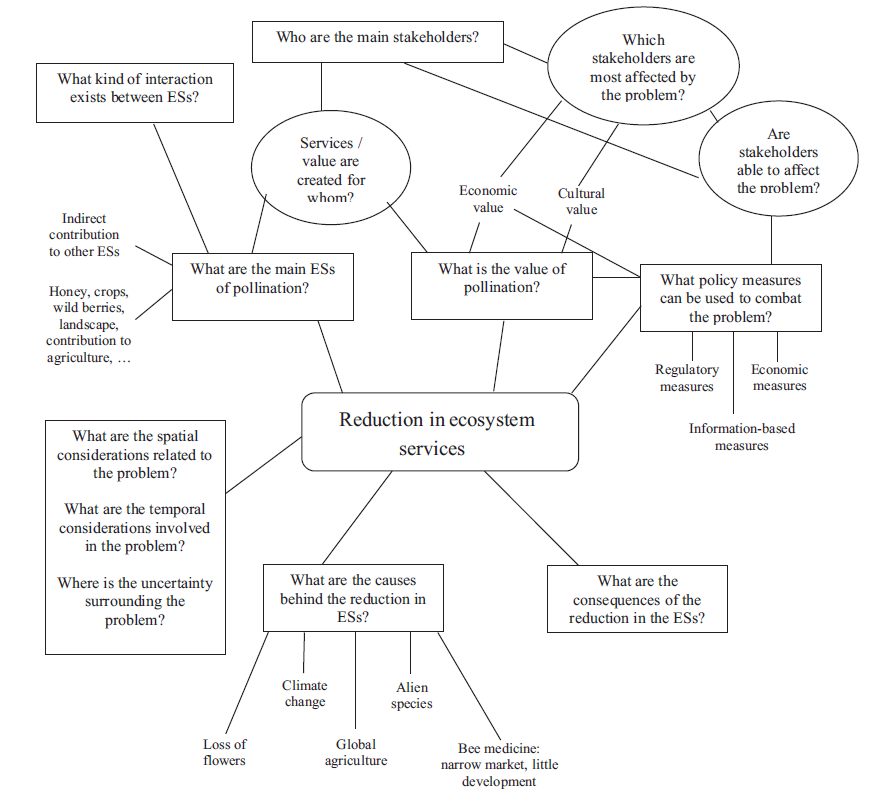 Who are the main stakeholders?
Which
stakeholders are
most affected by
the problem?
What kind of interaction
exists between ESs?
Are
stakeholders
able to affect
the problem?
Services /
value are
created for
whom?
Economic
value
Cultural
value
Indirect
contribution
to other ESs
Honey, crops,
wild berries,
landscape,
contribution to
agriculture, …
What are the main ESs
of pollination?
What is the value of
pollination?
What policy measures
can be used to combat
the problem?
Regulatory
measures
Economic
measures
Information-based
measures
Reduction in ecosystem
services
What are the spatial
considerations related to
the problem?
What are the temporal
considerations involved
in the problem?
Where is the uncertainty
surrounding the
problem?
What are the causes
behind the reduction in
ESs?
What are the
consequences of the
reduction in the ESs?
Climate
change
Alien
species
Loss of
flowers
Global
agriculture
Bee medicine:
narrow market, little
development